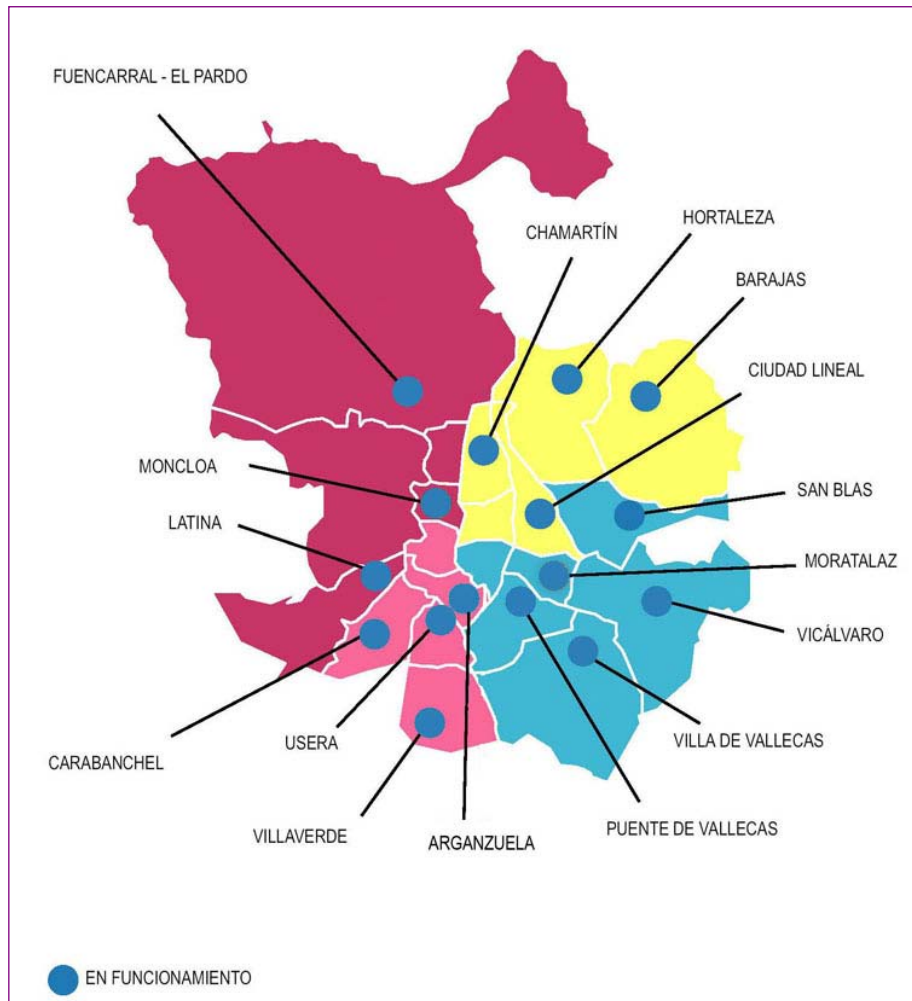 FUENCARRAL - EL PARDO
HORTALEZA
CHAMARTÍN
BARAJAS
CIUDAD LINEAL
MONCLOA
SAN BLAS
LATINA
MORATALAZ
VICÁLVARO
USERA
VILLA DE VALLECAS
CARABANCHEL
PUENTE DE VALLECAS
VILLAVERDE
ARGANZUELA
EN FUNCIONAMIENTO